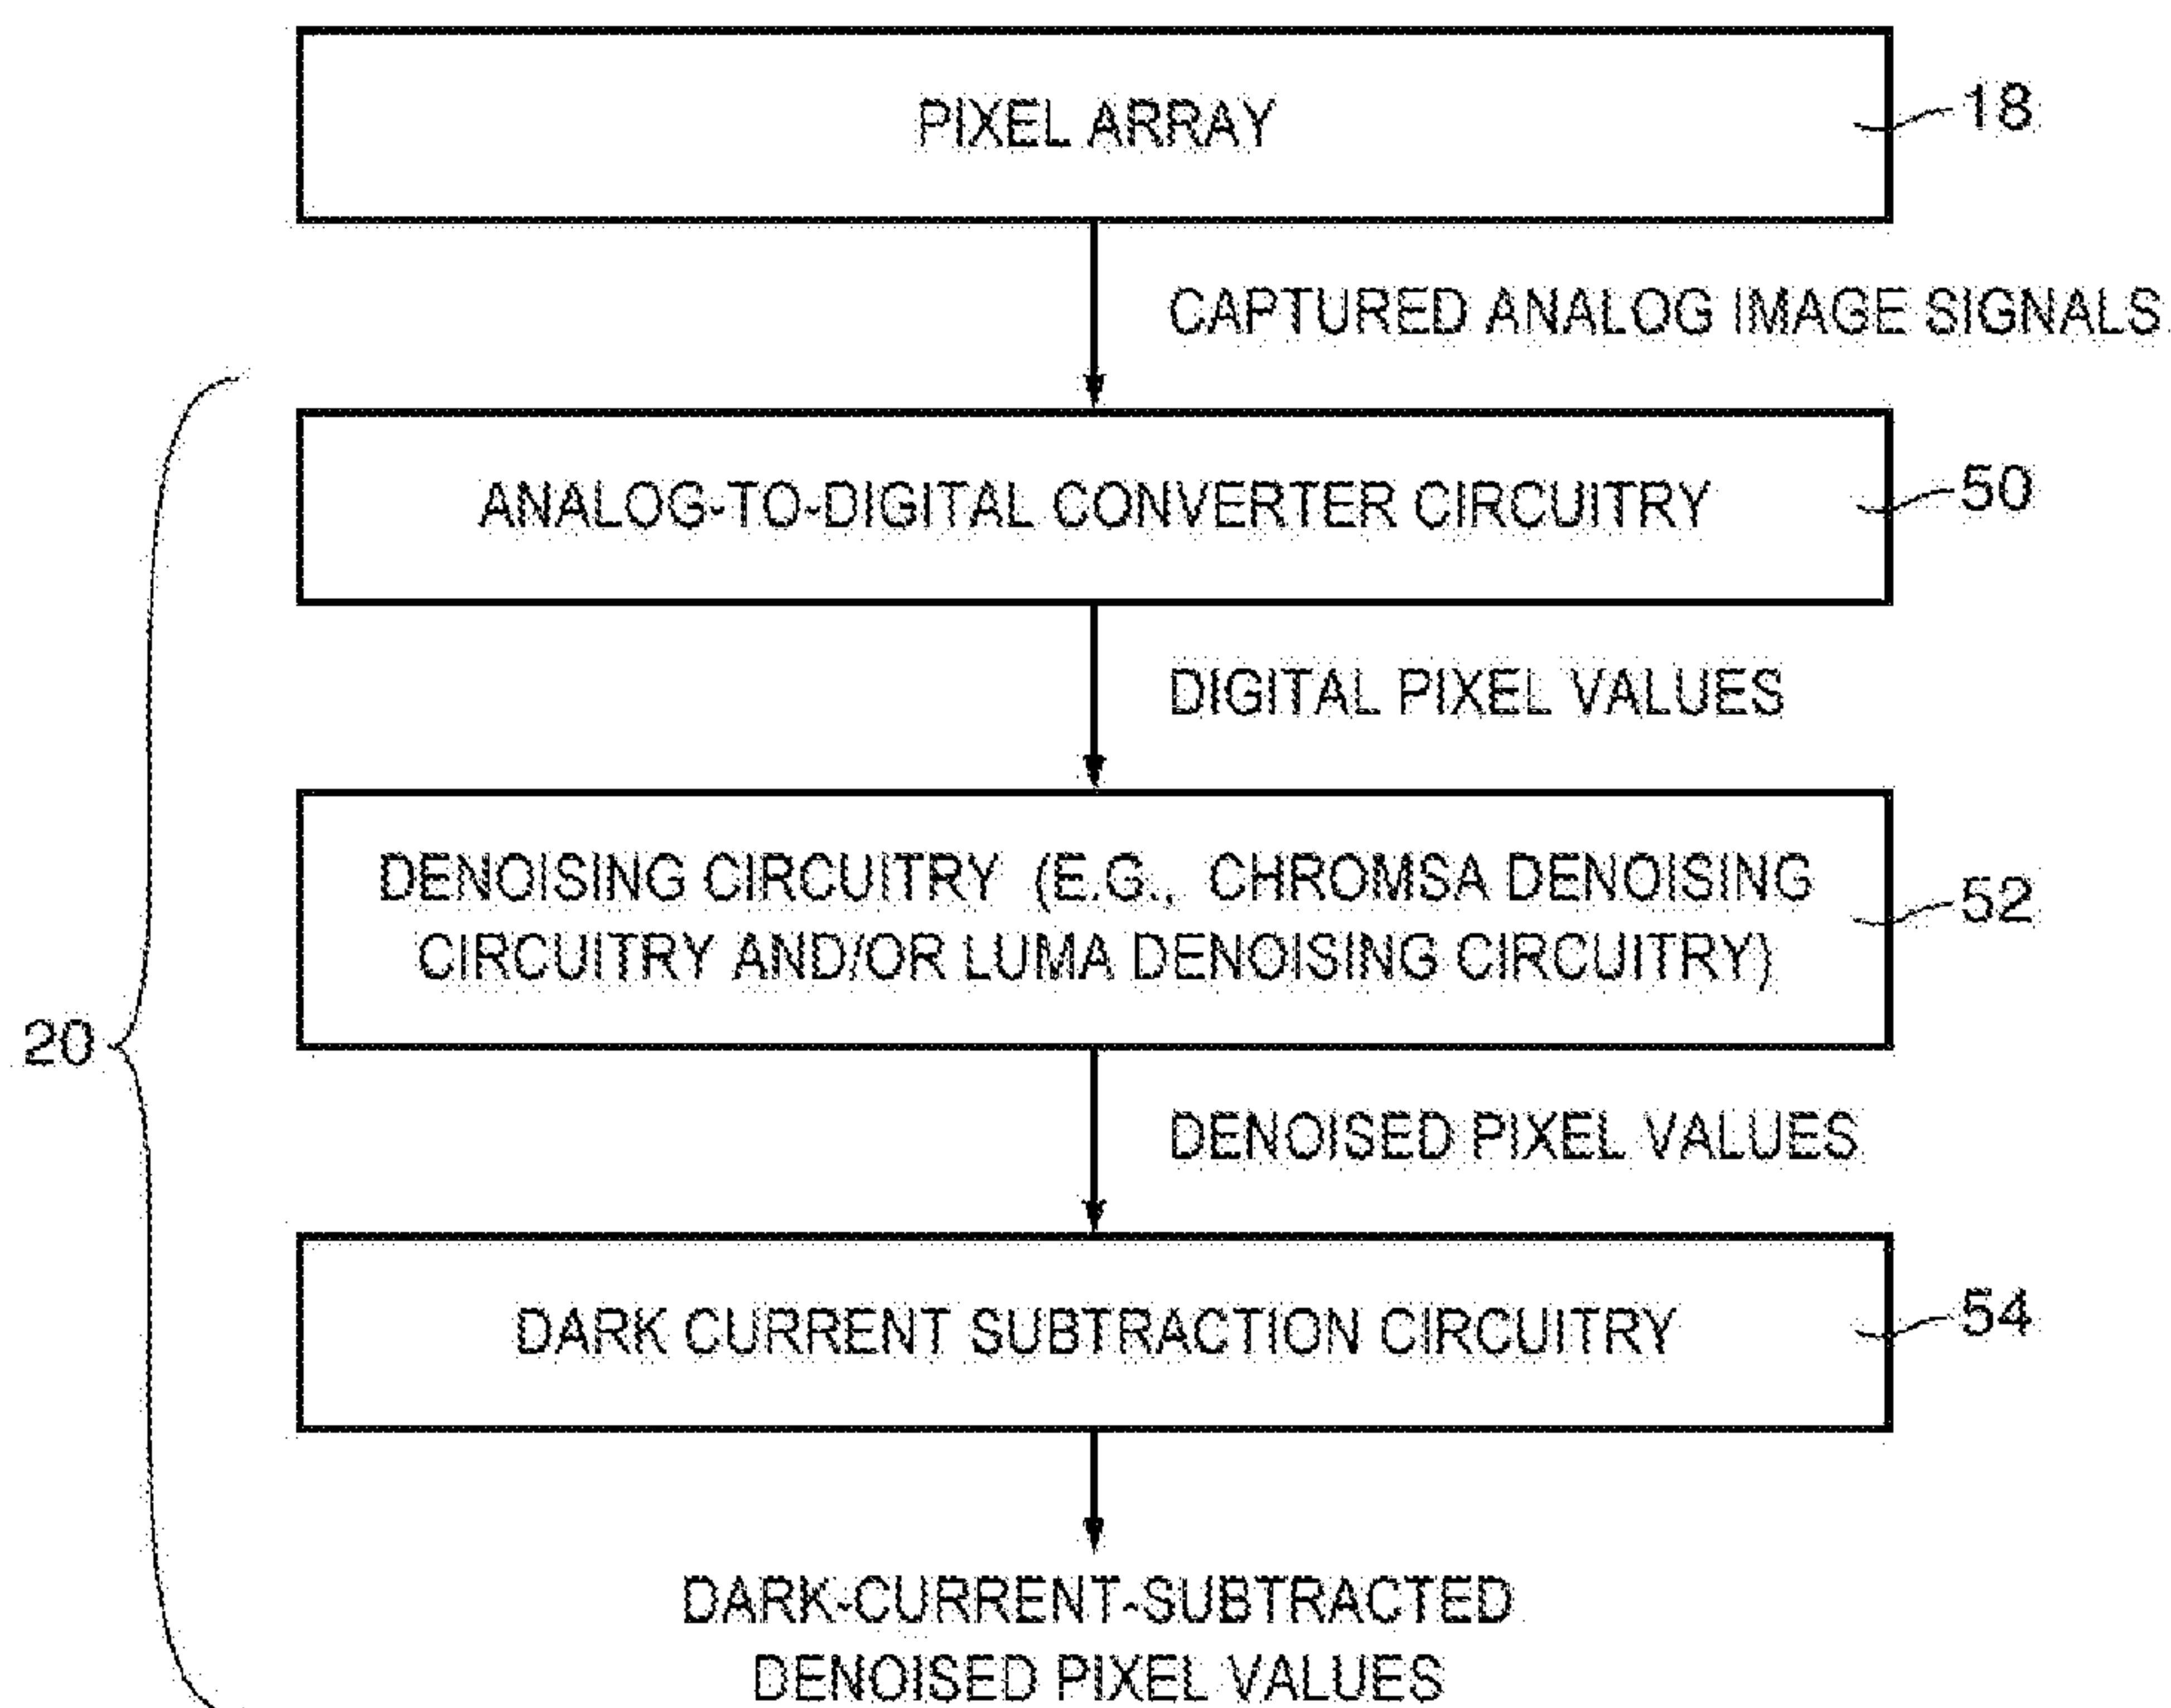 PIXEL ARRAY
18
CAPTURED ANALOG IMAGE SIGNALS
ANALOG-TO-DIGITAL CONVERTER CIRCUITRY
50
DIGITAL PIXEL VALUES
DENOISING CIRCUITRY (E.G., CHROMSA DENOISING
CIRCUITRY AND/OR LUMA DENOISING CIRCUITRY)
52
20
DENOISED PIXEL VALUES
DARK CURRENT SUBTRACTION CIRCUITRY
54
DARK-CURRENT-SUBTRACTED
DENOISED PIXEL VALUES